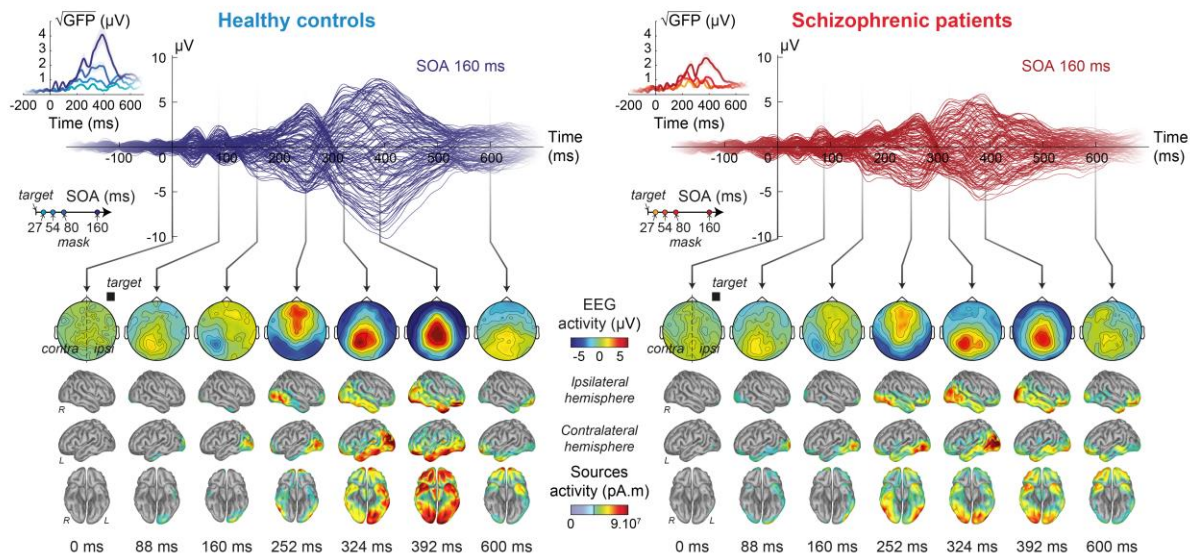 Healthy controls
√GFP (µV)
4
3
2
1
-200 0 200 400 600
Time (ms)
µV
10
5
0
-5
-10
-100 0 100 200 300 400 600
Time
(ms)
SOA 160 ms
target
SOA (ms)
27 54 80 160
mask
target
contra ipsi
R
L
R L
0 ms 88 ms 160 ms 252 ms 324 ms 392 ms 600 ms
EEG
activity (µV)
-5 0 5
Ipsilateral
hemisphere
Contralateral
hemisphere
Sources
activity (pA.m)
0 9.10⁷
Schizophrenic patients
√GFP (µV)
4
3
2
1
-200 0 200 400 600
Time (ms)
µV
10
5
0
-5
-10
-100 0 100 200 300 400 600
Time
(ms)
SOA 160 ms
target
SOA (ms)
27 54 80 160
mask
target
contra ipsi
R
L
R L
0 ms 88 ms 160 ms 252 ms 324 ms 392 ms 600 ms